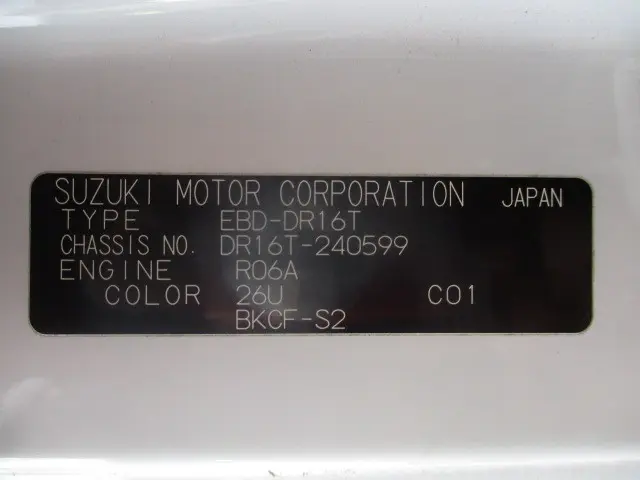 SUZUKI MOTOR CORPORATION JAPAN
TYPE EBD-DR16T
CHASSIS NO. DR16T-240599
ENGINE R06A
COLOR 26U C01
BKCF-S2